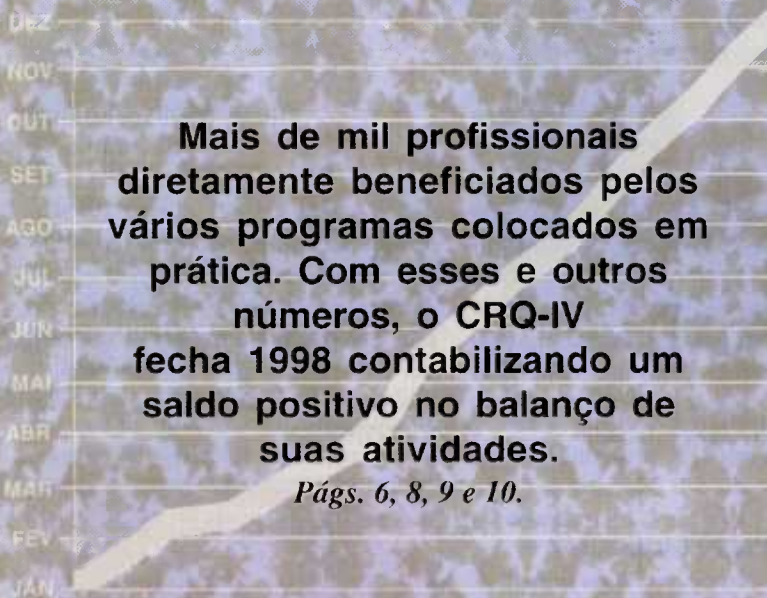 DEZ
NOV
OUT
SET
AGO
JUL
JUN
MAI
ABR
MAR
FEV
JAN
Mais de mil profissionais
diretamente beneficiados pelos
vários programas colocados em
prática. Com esses e outros
números, o CRQ-IV
fecha 1998 contabilizando um
saldo positivo no balanço de
suas atividades.
Págs. 6, 8, 9 e 10.